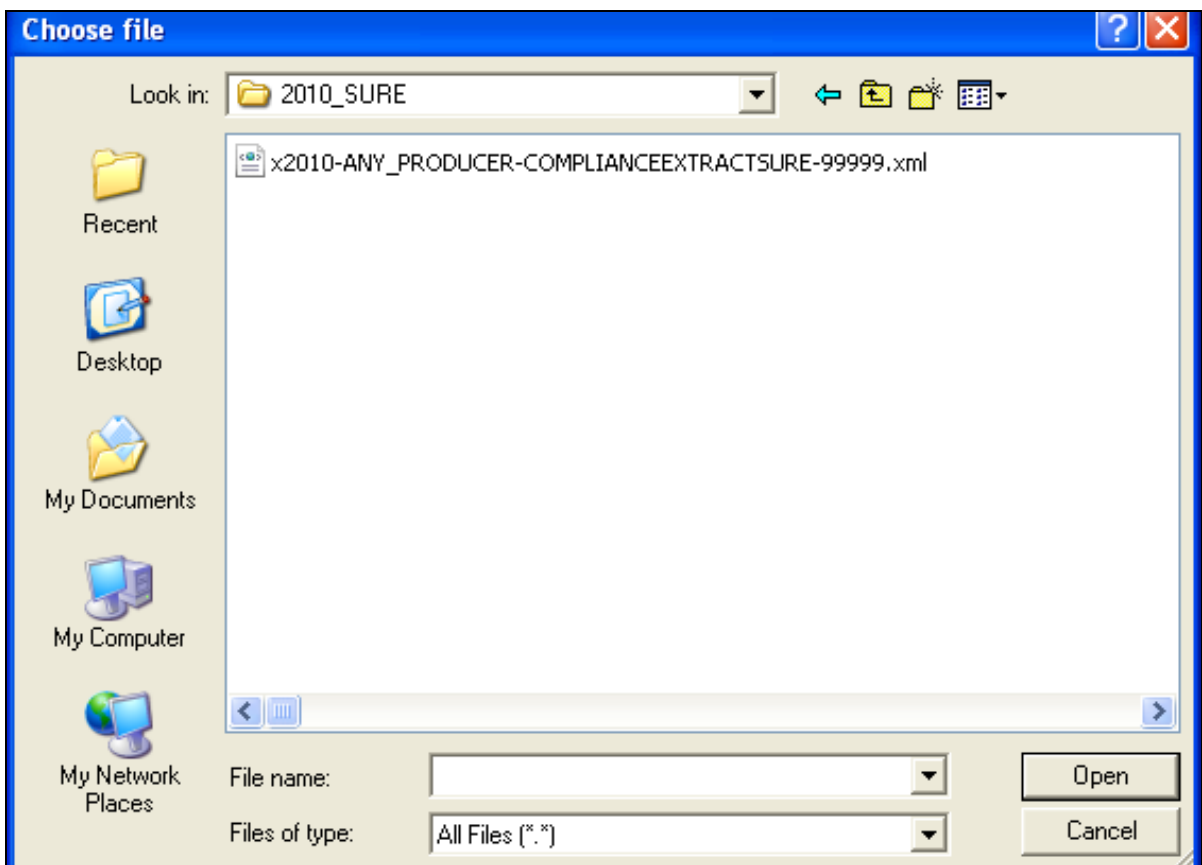 Choose file
Look in: 2010_SURE
x2010-ANY_PRODUCER-COMPLIANCEEXTRACTSURE-99999.xml
Recent
Desktop
My Documents
My Computer
My Network
Places
File name:
Open
Files of type: All Files (*.*)
Cancel